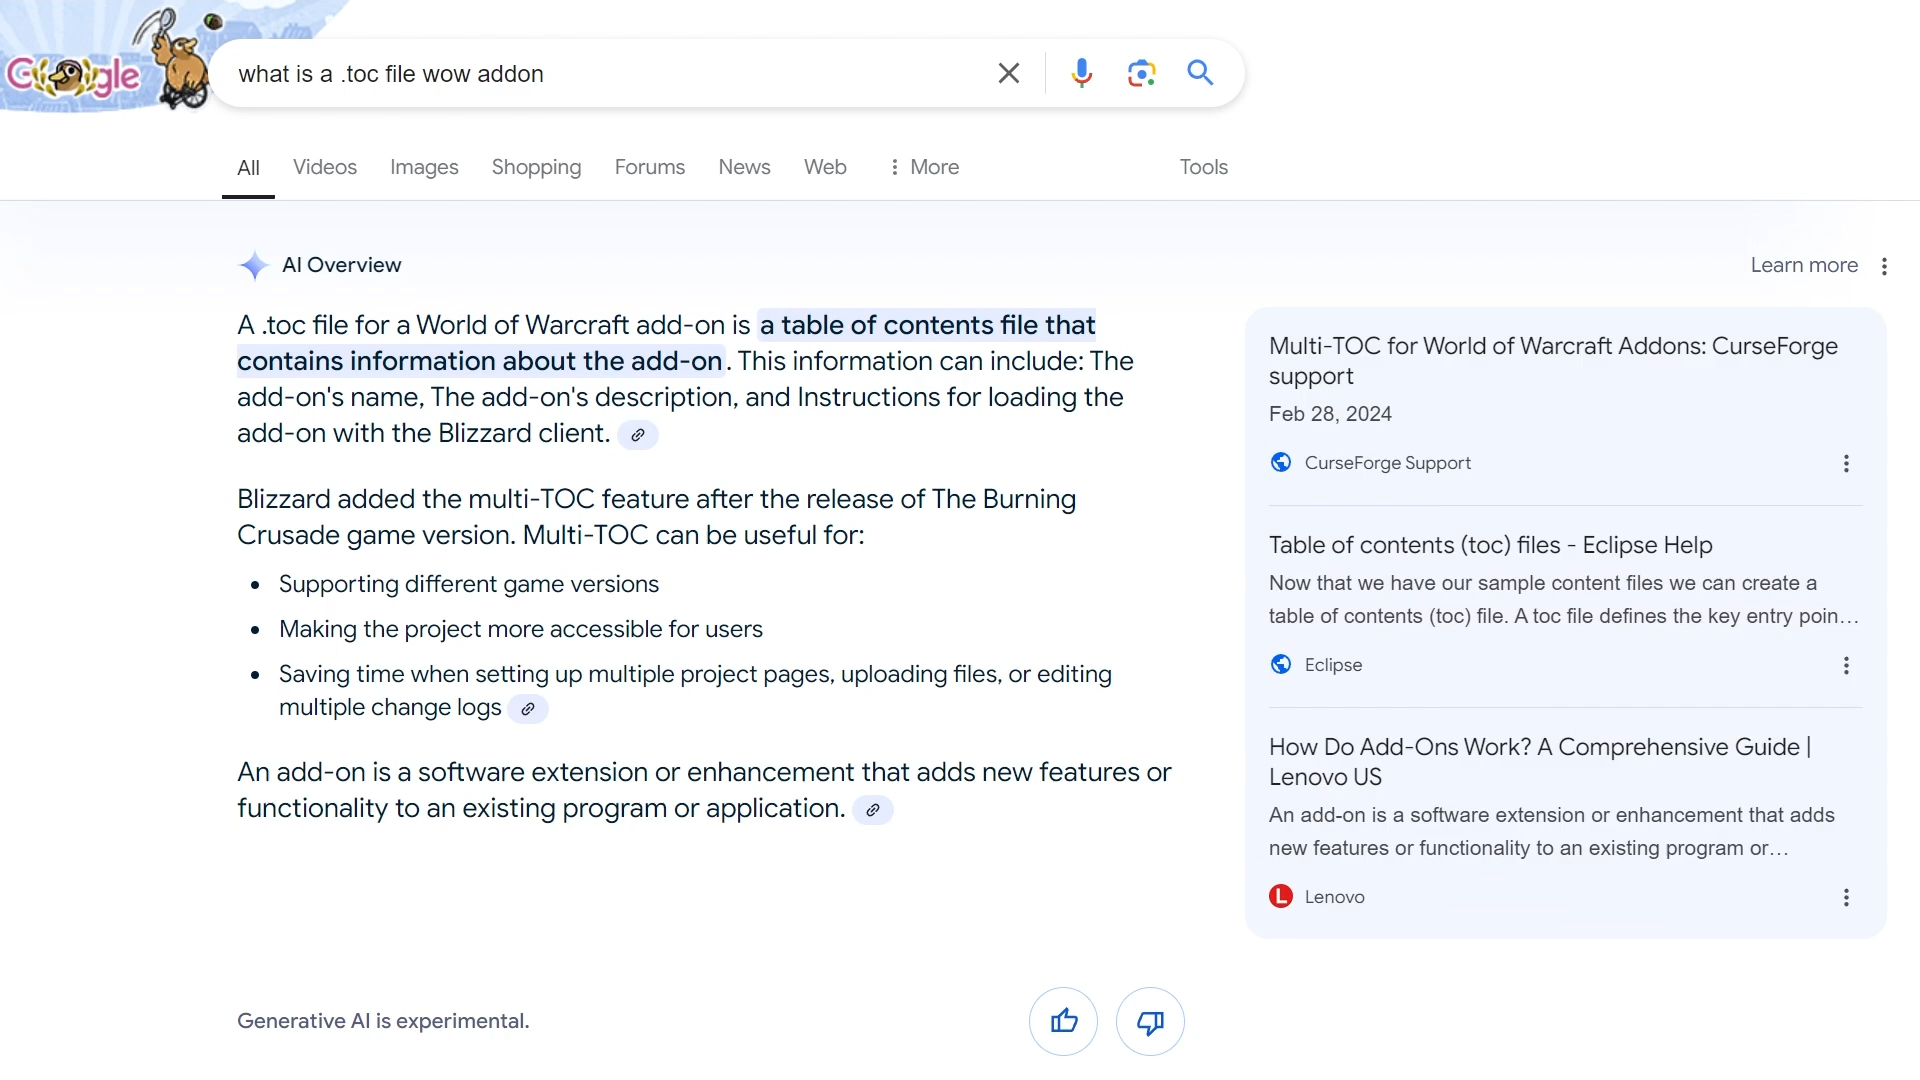 Google
what is a .toc file wow addon
All Videos Images Shopping Forums News Web More Tools
AI Overview
Learn more
A .toc file for a World of Warcraft add-on is a table of contents file that
contains information about the add-on. This information can include: The
add-on's name, The add-on's description, and Instructions for loading the
add-on with the Blizzard client.
Blizzard added the multi-TOC feature after the release of The Burning
Crusade game version. Multi-TOC can be useful for:
• Supporting different game versions
• Making the project more accessible for users
• Saving time when setting up multiple project pages, uploading files, or editing
multiple change logs
An add-on is a software extension or enhancement that adds new features or
functionality to an existing program or application.
Multi-TOC for World of Warcraft Addons: CurseForge
support
Feb 28, 2024
CurseForge Support
Table of contents (toc) files - Eclipse Help
Now that we have our sample content files we can create a
table of contents (toc) file. A toc file defines the key entry poin…
Eclipse
How Do Add-Ons Work? A Comprehensive Guide |
Lenovo US
An add-on is a software extension or enhancement that adds
new features or functionality to an existing program or…
L Lenovo
Generative AI is experimental.